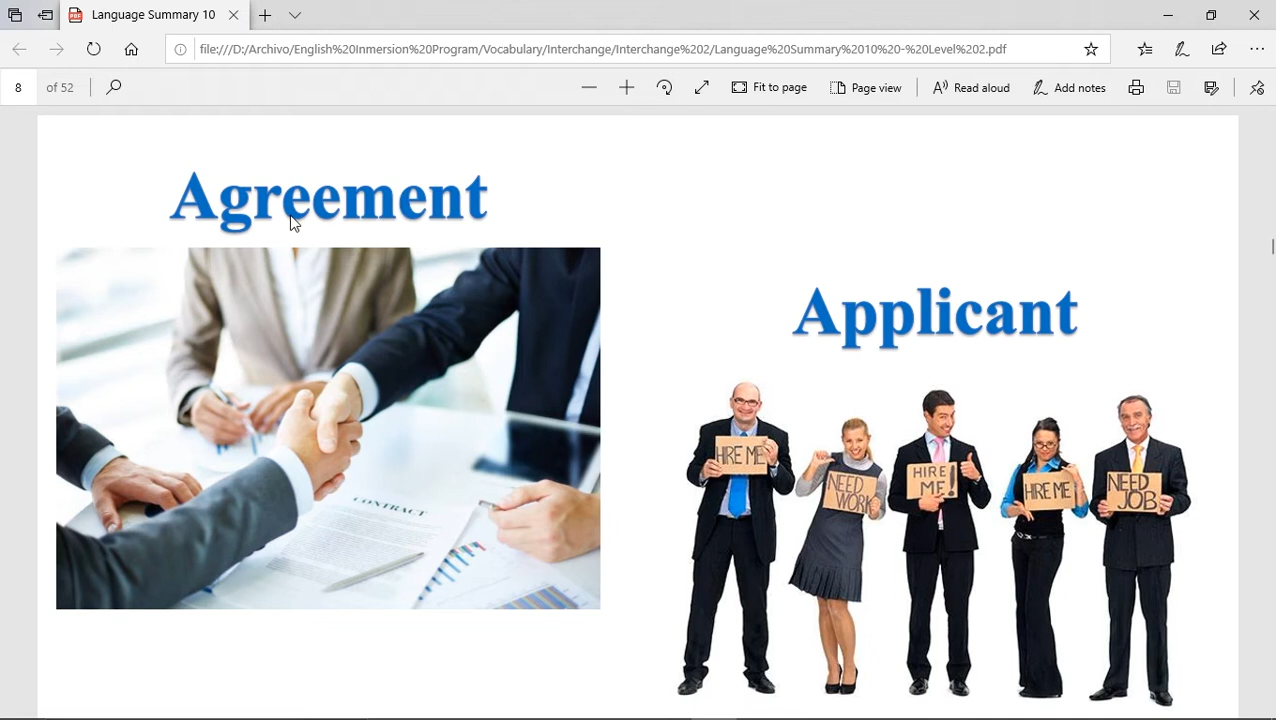 Language Summary 10
file:///D:/Archivo/English%20Inmersion%20Program/Vocabulary/Interchange/Interchange%202/Language%20Summary%2010%20-%20Level%202.pdf
8 of 52
Fit to page
Page view
Read aloud
Add notes
Agreement
CONTRACT
Applicant
HIRE ME
NEED WORK
HIRE ME!
HIRE ME
NEED JOB